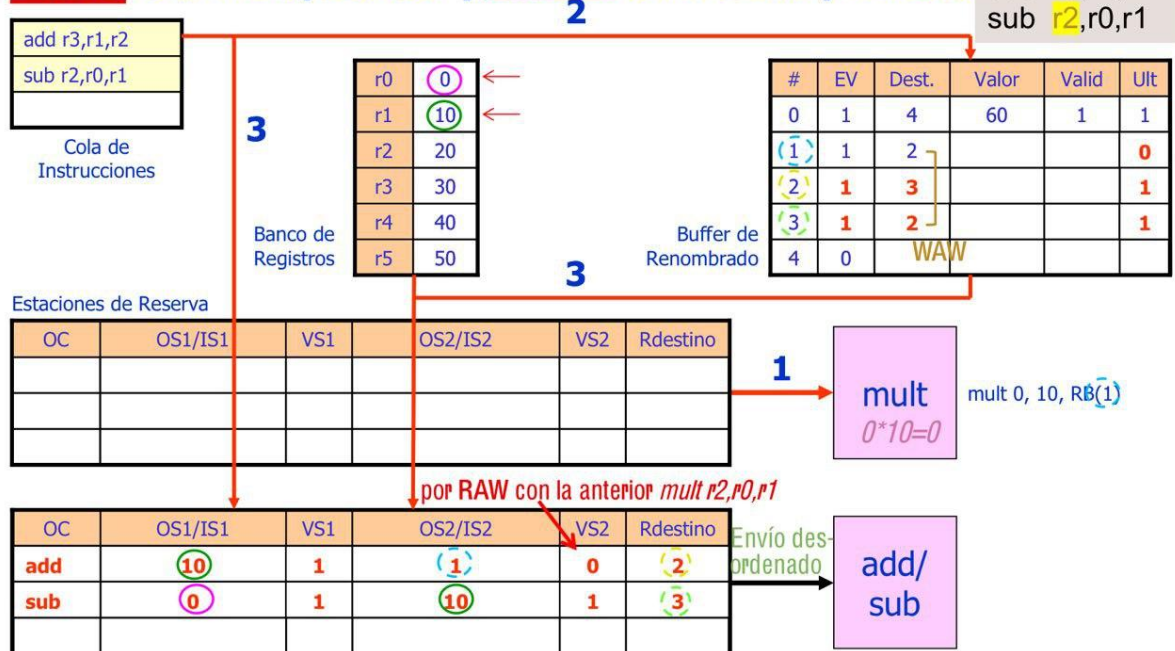 2
sub r2,r0,r1
add r3,r1,r2
sub r2,r0,r1
Cola de
Instrucciones
3
r0 0
r1 10
r2 20
r3 30
r4 40
r5 50
Banco de
Registros
# EV Dest. Valor Valid Ult
0 1 4 60 1 1
1 1 2 0
2 1 3 1
3 1 2 1
4 0
WAW
Buffer de
Renombrado
3
Estaciones de Reserva
OC OS1/IS1 VS1 OS2/IS2 VS2 Rdestino
1
mult
0*10=0
mult 0, 10, RB(1)
por RAW con la anterior mult r2,r0,r1
OC OS1/IS1 VS1 OS2/IS2 VS2 Rdestino
add 10 1 1 0 2
sub 0 1 10 1 3
Envío des-
ordenado
add/
sub